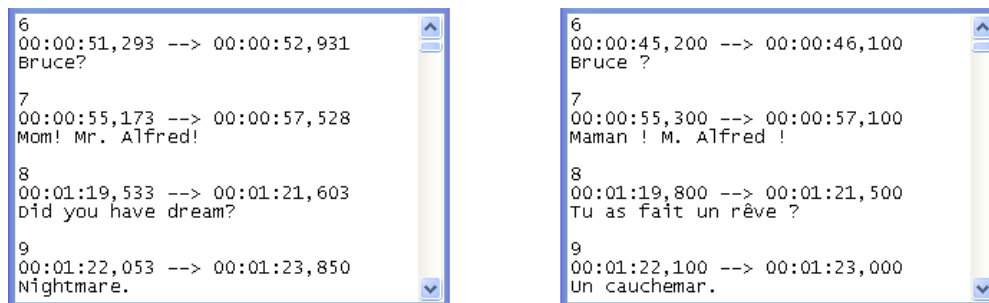 6
00:00:51,293 --> 00:00:52,931
Bruce?
7
00:00:55,173 --> 00:00:57,528
Mom! Mr. Alfred!
8
00:01:19,533 --> 00:01:21,603
Did you have dream?
9
00:01:22,053 --> 00:01:23,850
Nightmare.
6
00:00:45,200 --> 00:00:46,100
Bruce ?
7
00:00:55,300 --> 00:00:57,100
Maman ! M. Alfred !
8
00:01:19,800 --> 00:01:21,500
Tu as fait un rêve ?
9
00:01:22,100 --> 00:01:23,000
Un cauchemar.